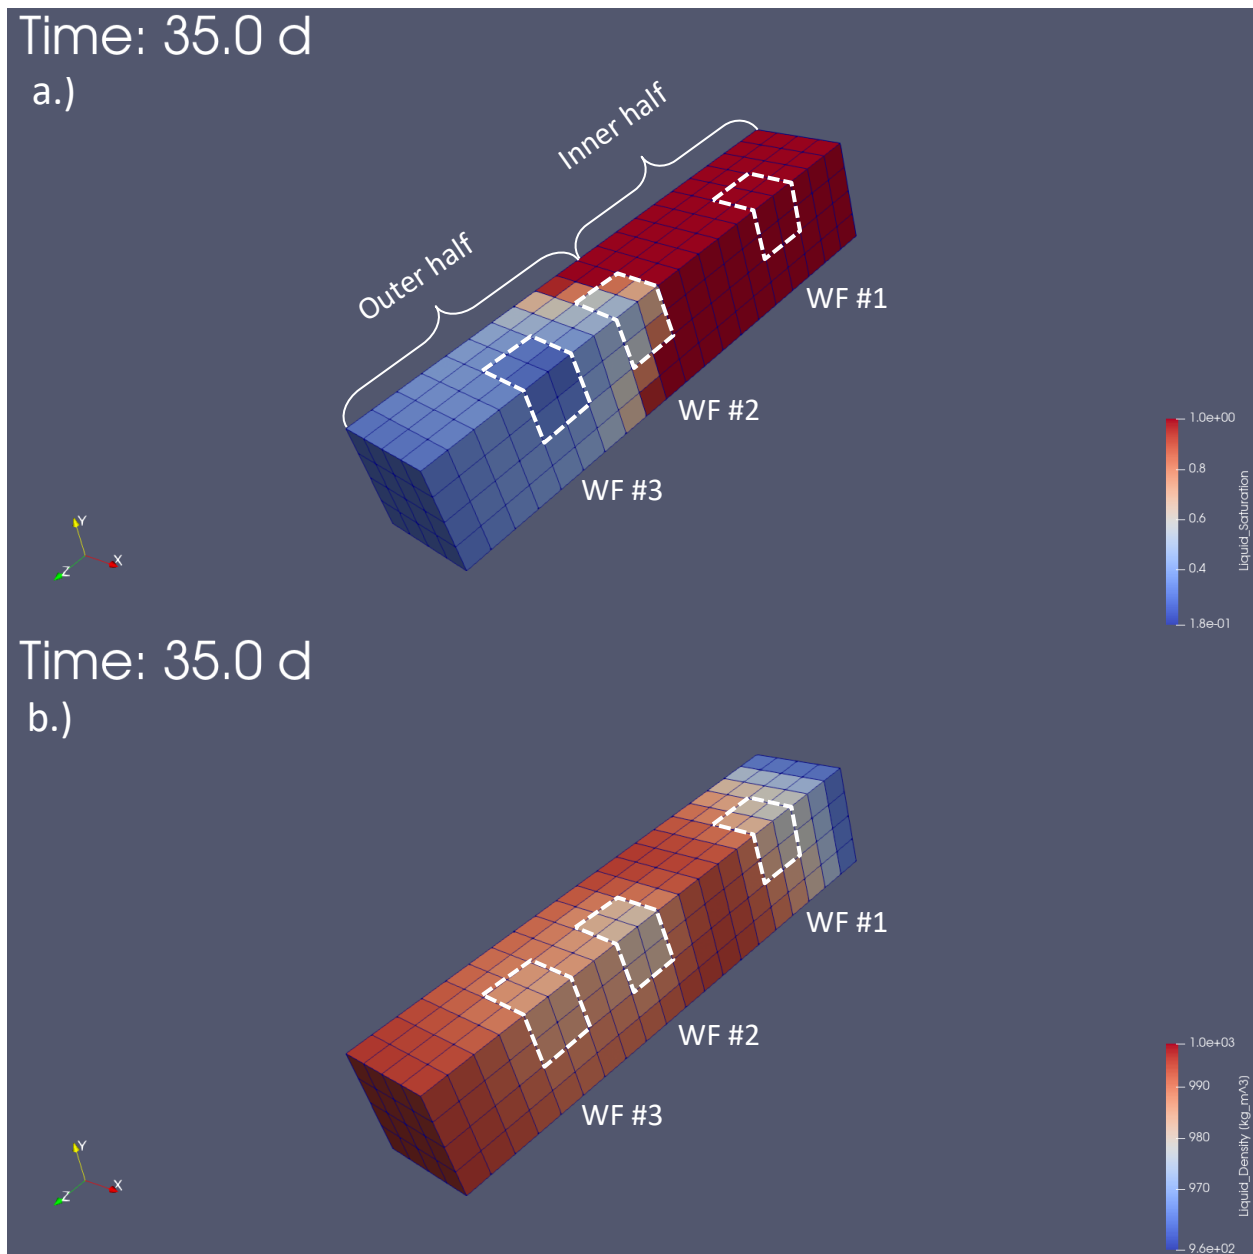 Time: 35.0 d
a.)
Inner half
Outer half
WF #1
WF #2
WF #3
1.0e+00
0.8
0.6
0.4
1.8e-01
Liquid_Saturation
Y
X
Z
Time: 35.0 d
b.)
WF #1
WF #2
WF #3
1.0e+03
990
980
970
9.6e+02
Liquid_Density (kg_m^3)
Y
X
Z